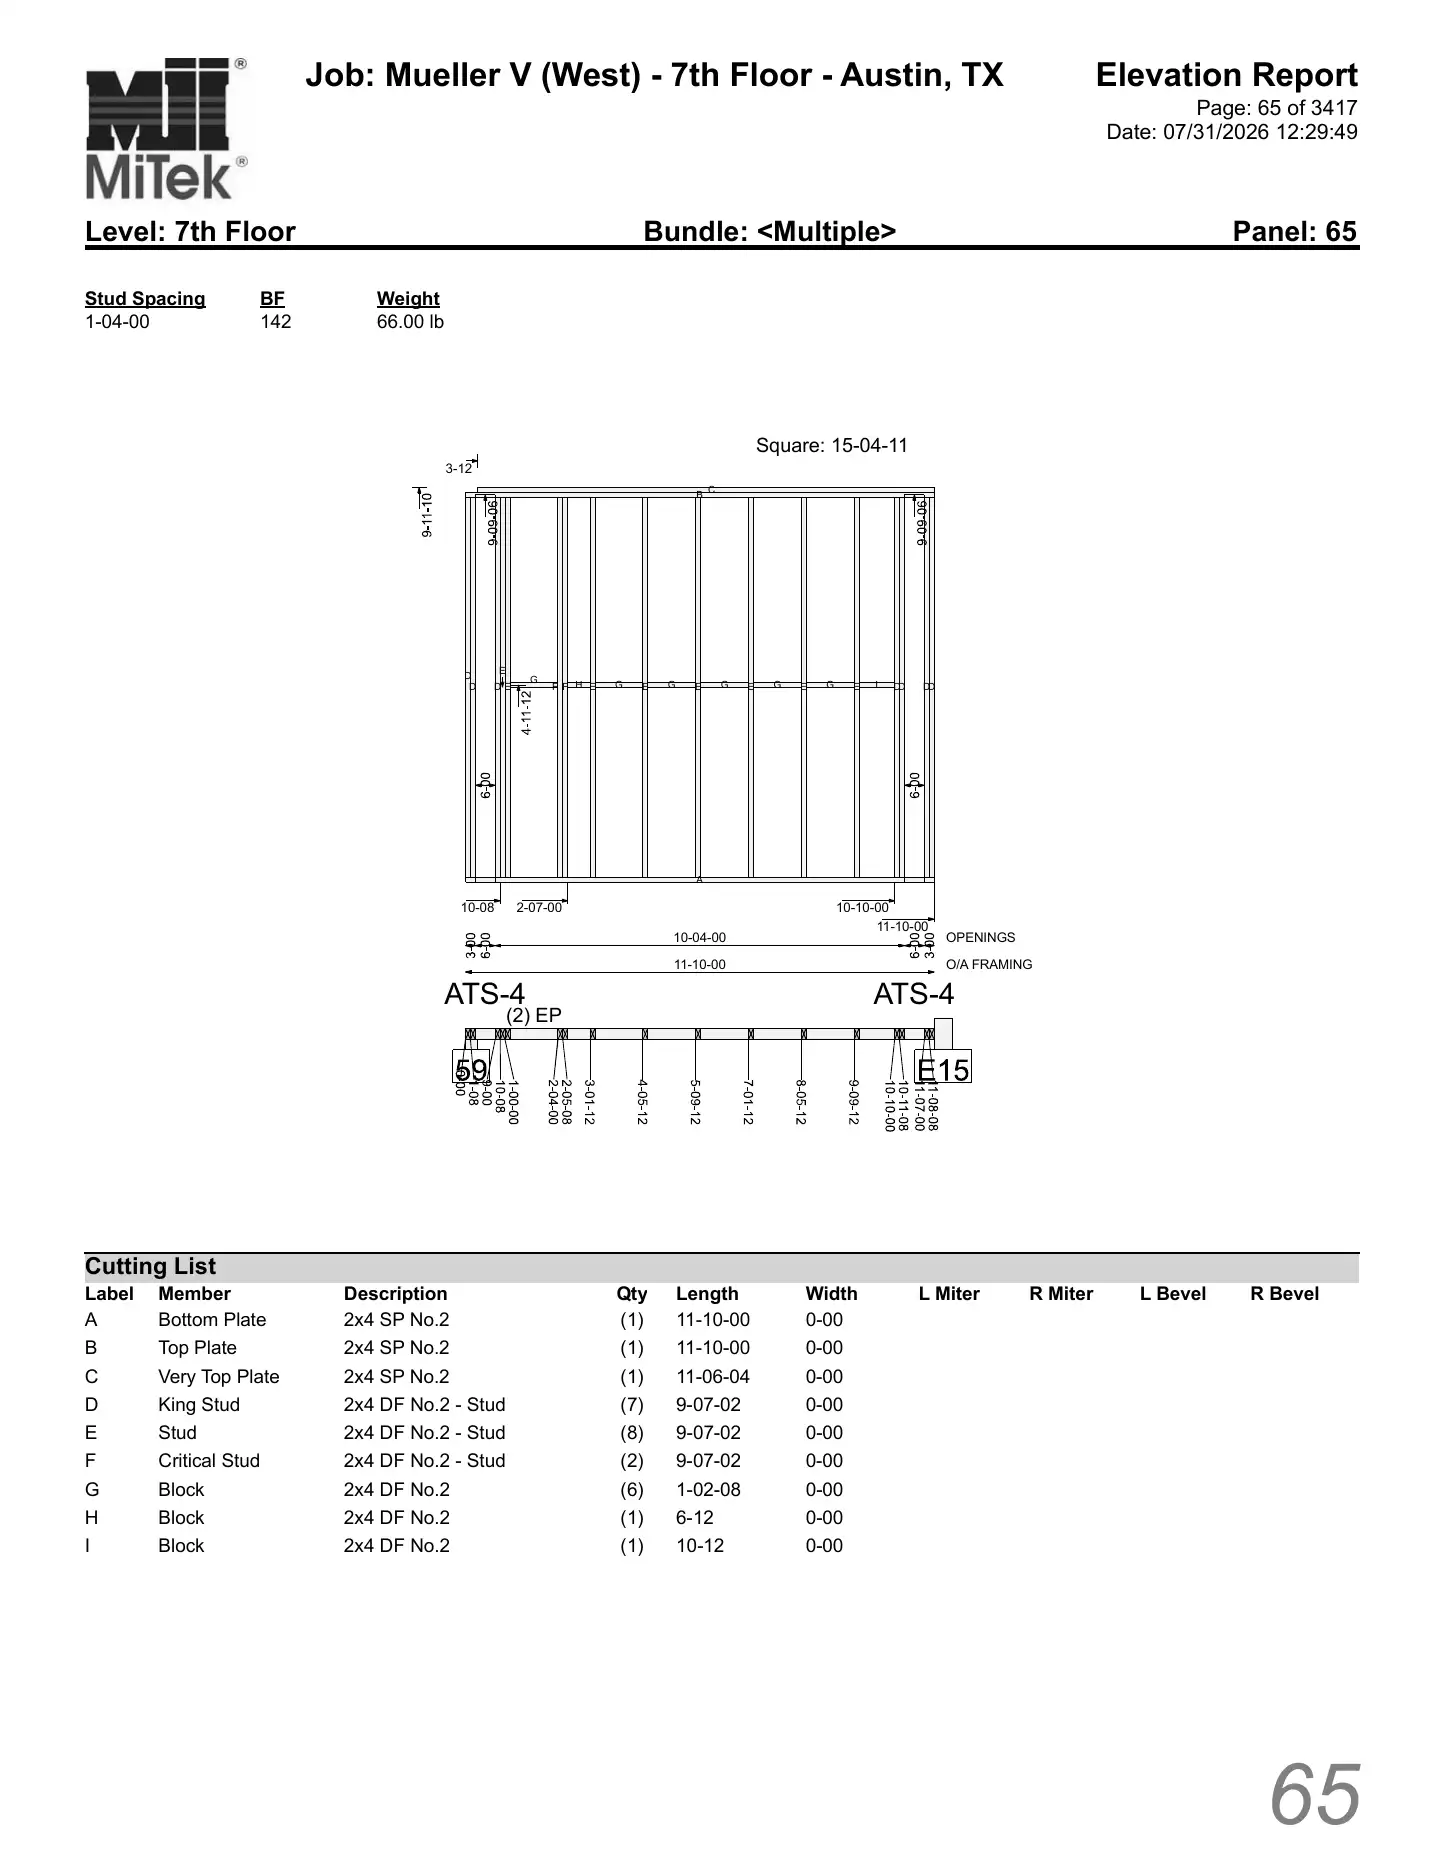 MiTek®
Job: Mueller V (West) - 7th Floor - Austin, TX
Elevation Report
Page: 65 of 3417
Date: 07/31/2026 12:29:49
Level: 7th Floor Bundle: <Multiple> Panel: 65
Stud Spacing BF Weight
1-04-00 142 66.00 lb
Square: 15-04-11
3-12
9-11-10
9-09-06
9-09-06
C
B
D
E
G
D D E F F H E G E G E G E G E G E I D D D D
4-11-12
6-00
6-00
A
10-08 2-07-00 10-10-00
11-10-00
3-00 6-00 10-04-00 6-00 3-00 OPENINGS
11-10-00 O/A FRAMING
ATS-4 ATS-4
(2) EP
59 E15
1-08
9-00
10-08
1-00-00
2-04-00
2-05-08
3-01-12
4-05-12
5-09-12
7-01-12
8-05-12
9-09-12
10-10-00
10-11-08
11-07-00
11-08-08
Cutting List
Label Member Description Qty Length Width L Miter R Miter L Bevel R Bevel
A Bottom Plate 2x4 SP No.2 (1) 11-10-00 0-00
B Top Plate 2x4 SP No.2 (1) 11-10-00 0-00
C Very Top Plate 2x4 SP No.2 (1) 11-06-04 0-00
D King Stud 2x4 DF No.2 - Stud (7) 9-07-02 0-00
E Stud 2x4 DF No.2 - Stud (8) 9-07-02 0-00
F Critical Stud 2x4 DF No.2 - Stud (2) 9-07-02 0-00
G Block 2x4 DF No.2 (6) 1-02-08 0-00
H Block 2x4 DF No.2 (1) 6-12 0-00
I Block 2x4 DF No.2 (1) 10-12 0-00
65